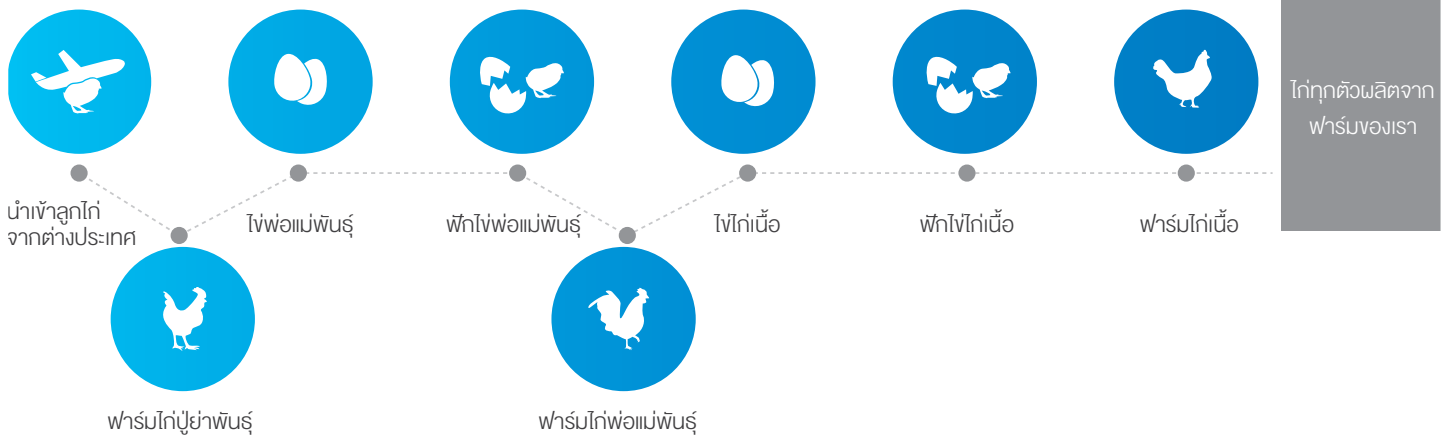 นำเข้าลูกไก่
จากต่างประเทศ
ฟาร์มไก่ปู่ย่าพันธุ์
ไข่พ่อแม่พันธุ์
ฟักไข่พ่อแม่พันธุ์
ฟาร์มไก่พ่อแม่พันธุ์
ไข่ไก่เนื้อ
ฟักไข่ไก่เนื้อ
ฟาร์มไก่เนื้อ
ไก่ทุกตัวผลิตจาก
ฟาร์มของเรา